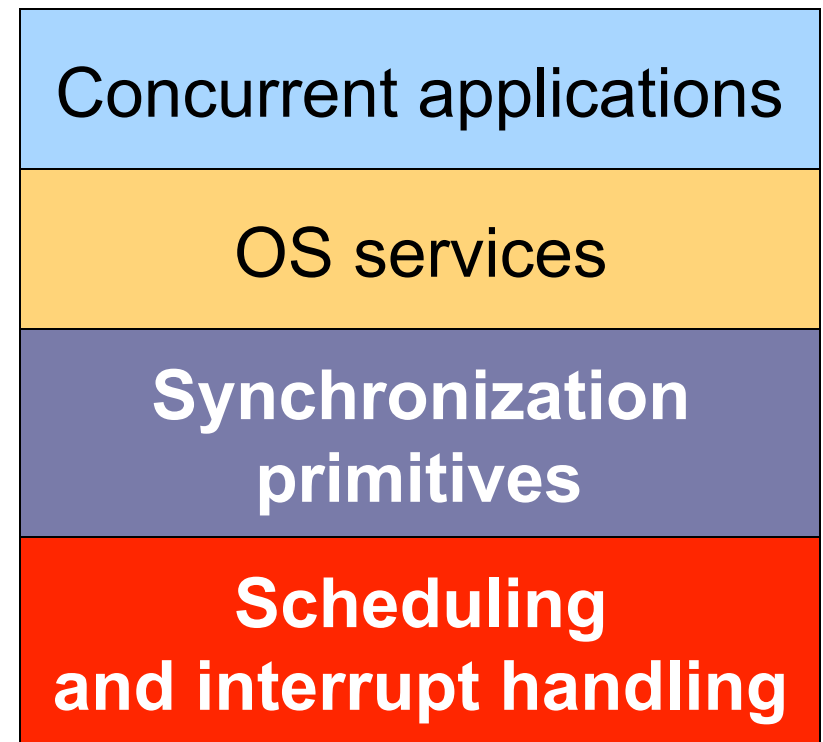 Concurrent applications
OS services
Synchronization
primitives
Scheduling
and interrupt handling